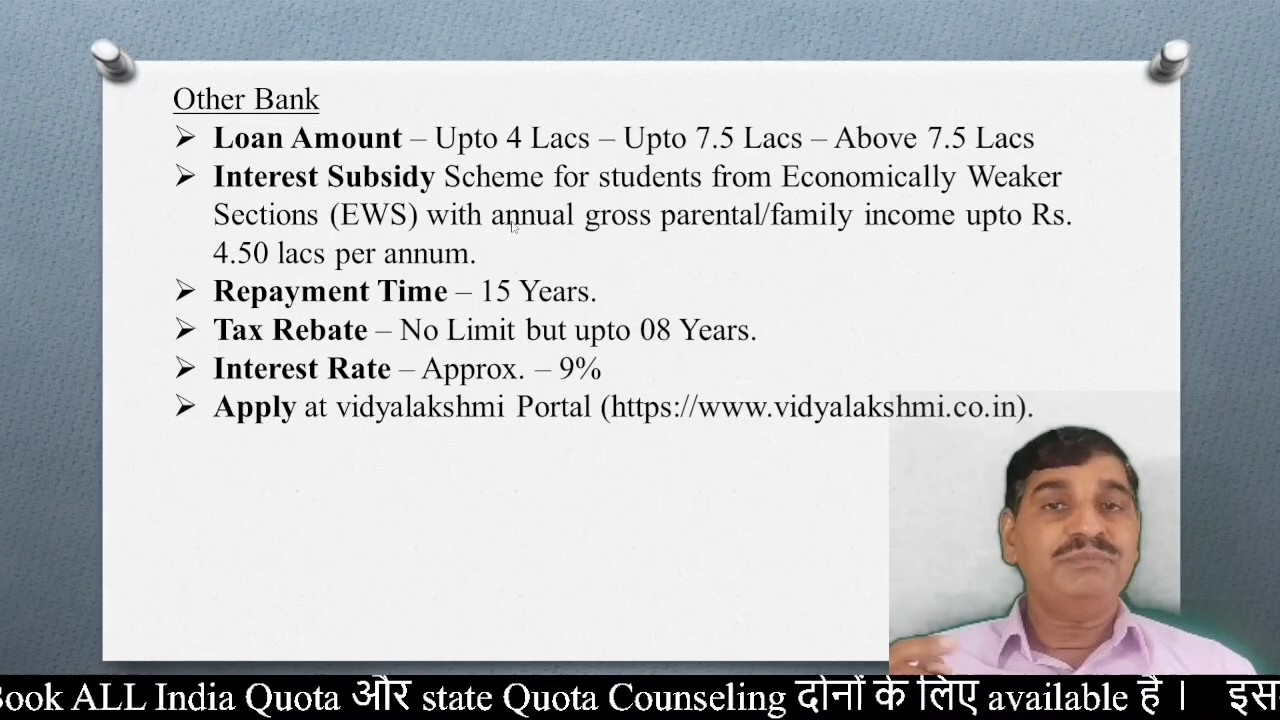 Other Bank
➢ Loan Amount – Upto 4 Lacs – Upto 7.5 Lacs – Above 7.5 Lacs
➢ Interest Subsidy Scheme for students from Economically Weaker
Sections (EWS) with annual gross parental/family income upto Rs.
4.50 lacs per annum.
➢ Repayment Time – 15 Years.
➢ Tax Rebate – No Limit but upto 08 Years.
➢ Interest Rate – Approx. – 9%
➢ Apply at vidyalakshmi Portal (https://www.vidyalakshmi.co.in).
Book ALL India Quota और state Quota Counseling दोनों के लिए available है । इस